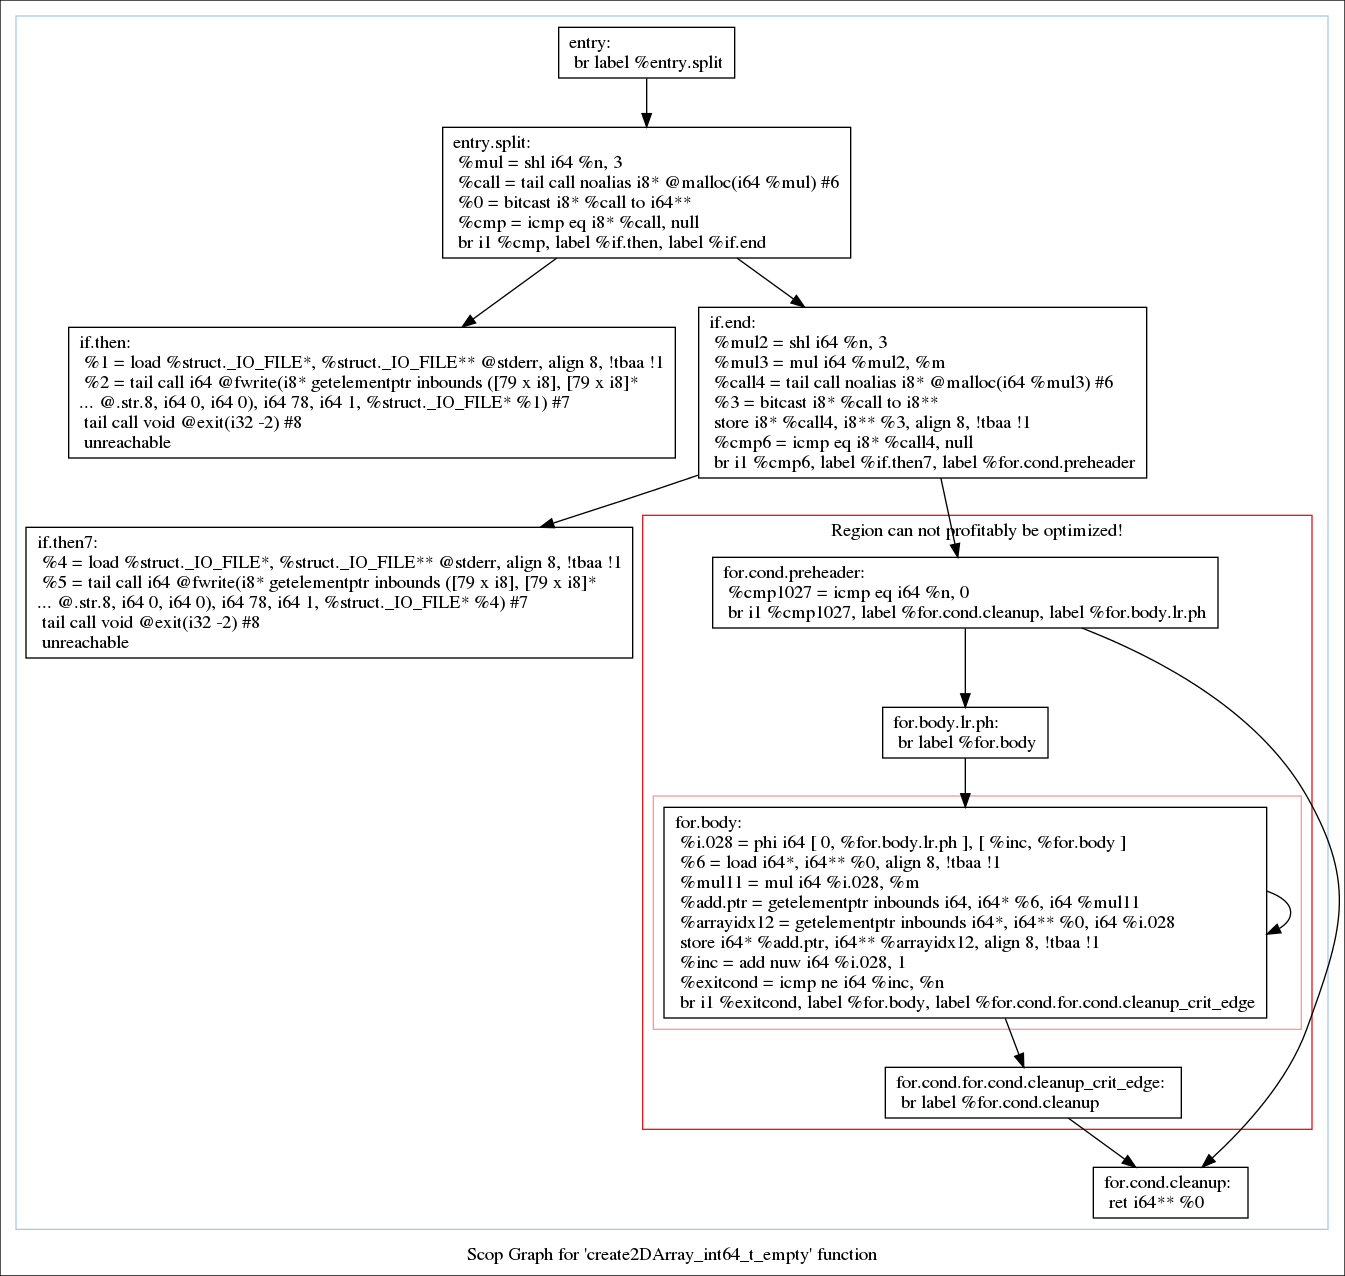 entry:
br label %entry.split
entry.split:
%mul = shl i64 %n, 3
%call = tail call noalias i8* @malloc(i64 %mul) #6
%0 = bitcast i8* %call to i64**
%cmp = icmp eq i8* %call, null
br i1 %cmp, label %if.then, label %if.end
if.then:
%1 = load %struct._IO_FILE*, %struct._IO_FILE** @stderr, align 8, !tbaa !1
%2 = tail call i64 @fwrite(i8* getelementptr inbounds ([79 x i8], [79 x i8]*
... @.str.8, i64 0, i64 0), i64 78, i64 1, %struct._IO_FILE* %1) #7
tail call void @exit(i32 -2) #8
unreachable
if.end:
%mul2 = shl i64 %n, 3
%mul3 = mul i64 %mul2, %m
%call4 = tail call noalias i8* @malloc(i64 %mul3) #6
%3 = bitcast i8* %call to i8**
store i8* %call4, i8** %3, align 8, !tbaa !1
%cmp6 = icmp eq i8* %call4, null
br i1 %cmp6, label %if.then7, label %for.cond.preheader
if.then7:
%4 = load %struct._IO_FILE*, %struct._IO_FILE** @stderr, align 8, !tbaa !1
%5 = tail call i64 @fwrite(i8* getelementptr inbounds ([79 x i8], [79 x i8]*
... @.str.8, i64 0, i64 0), i64 78, i64 1, %struct._IO_FILE* %4) #7
tail call void @exit(i32 -2) #8
unreachable
Region can not profitably be optimized!
for.cond.preheader:
%cmp1027 = icmp eq i64 %n, 0
br i1 %cmp1027, label %for.cond.cleanup, label %for.body.lr.ph
for.body.lr.ph:
br label %for.body
for.body:
%i.028 = phi i64 [ 0, %for.body.lr.ph ], [ %inc, %for.body ]
%6 = load i64*, i64** %0, align 8, !tbaa !1
%mul11 = mul i64 %i.028, %m
%add.ptr = getelementptr inbounds i64, i64* %6, i64 %mul11
%arrayidx12 = getelementptr inbounds i64*, i64** %0, i64 %i.028
store i64* %add.ptr, i64** %arrayidx12, align 8, !tbaa !1
%inc = add nuw i64 %i.028, 1
%exitcond = icmp ne i64 %inc, %n
br i1 %exitcond, label %for.body, label %for.cond.for.cond.cleanup_crit_edge
for.cond.for.cond.cleanup_crit_edge:
br label %for.cond.cleanup
for.cond.cleanup:
ret i64** %0
Scop Graph for 'create2DArray_int64_t_empty' function